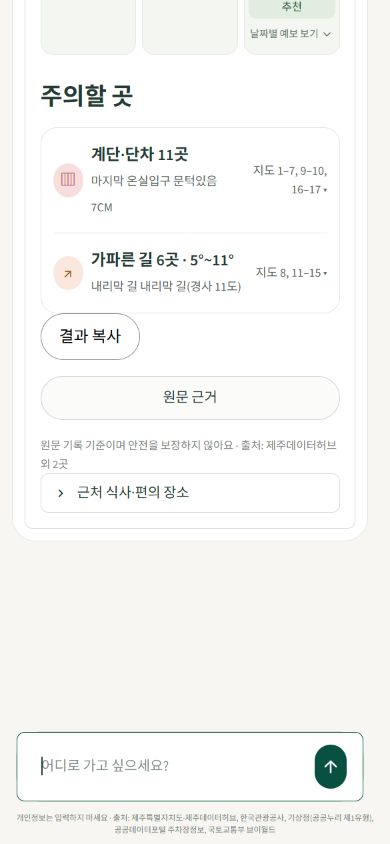 추천
날짜별 예보 보기
주의할 곳
계단·단차 11곳
마지막 온실입구 문턱있음
7CM
지도 1–7, 9–10,
16–17 ▾
가파른 길 6곳 · 5°~11°
내리막 길 내리막 길(경사 11도)
지도 8, 11–15 ▾
결과 복사
원문 근거
원문 기록 기준이며 안전을 보장하지 않아요 · 출처: 제주데이터허브
외 2곳
근처 식사·편의 장소
어디로 가고 싶으세요?
개인정보는 입력하지 마세요 · 출처: 제주특별자치도·제주데이터허브, 한국관광공사, 기상청(공공누리 제1유형),
공공데이터포털 주차장정보, 국토교통부 브이월드